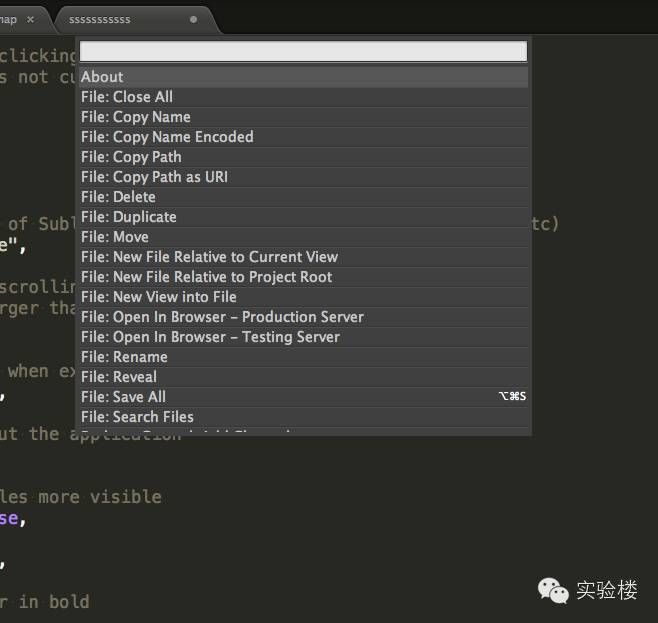 map ×
sssssssssss
clicking
s not cu
About
File: Close All
File: Copy Name
File: Copy Name Encoded
File: Copy Path
File: Copy Path as URI
File: Delete
File: Duplicate
of Subl
tc)
File: Move
e",
File: New File Relative to Current View
File: New File Relative to Project Root
scrollin
File: New View into File
rger tha
File: Open In Browser – Production Server
File: Open In Browser – Testing Server
File: Rename
when ex
File: Reveal
File: Save All ⌥⌘S
,
File: Search Files
ut the application
les more visible
se,
,
r in bold
实验楼